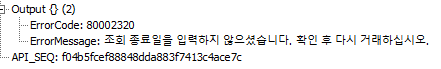 Output {} (2)
ErrorCode: 80002320
ErrorMessage: 조회 종료일을 입력하지 않으셨습니다. 확인 후 다시 거래하십시오.
API_SEQ: f04b5fcef88848dda883f7413c4ace7c